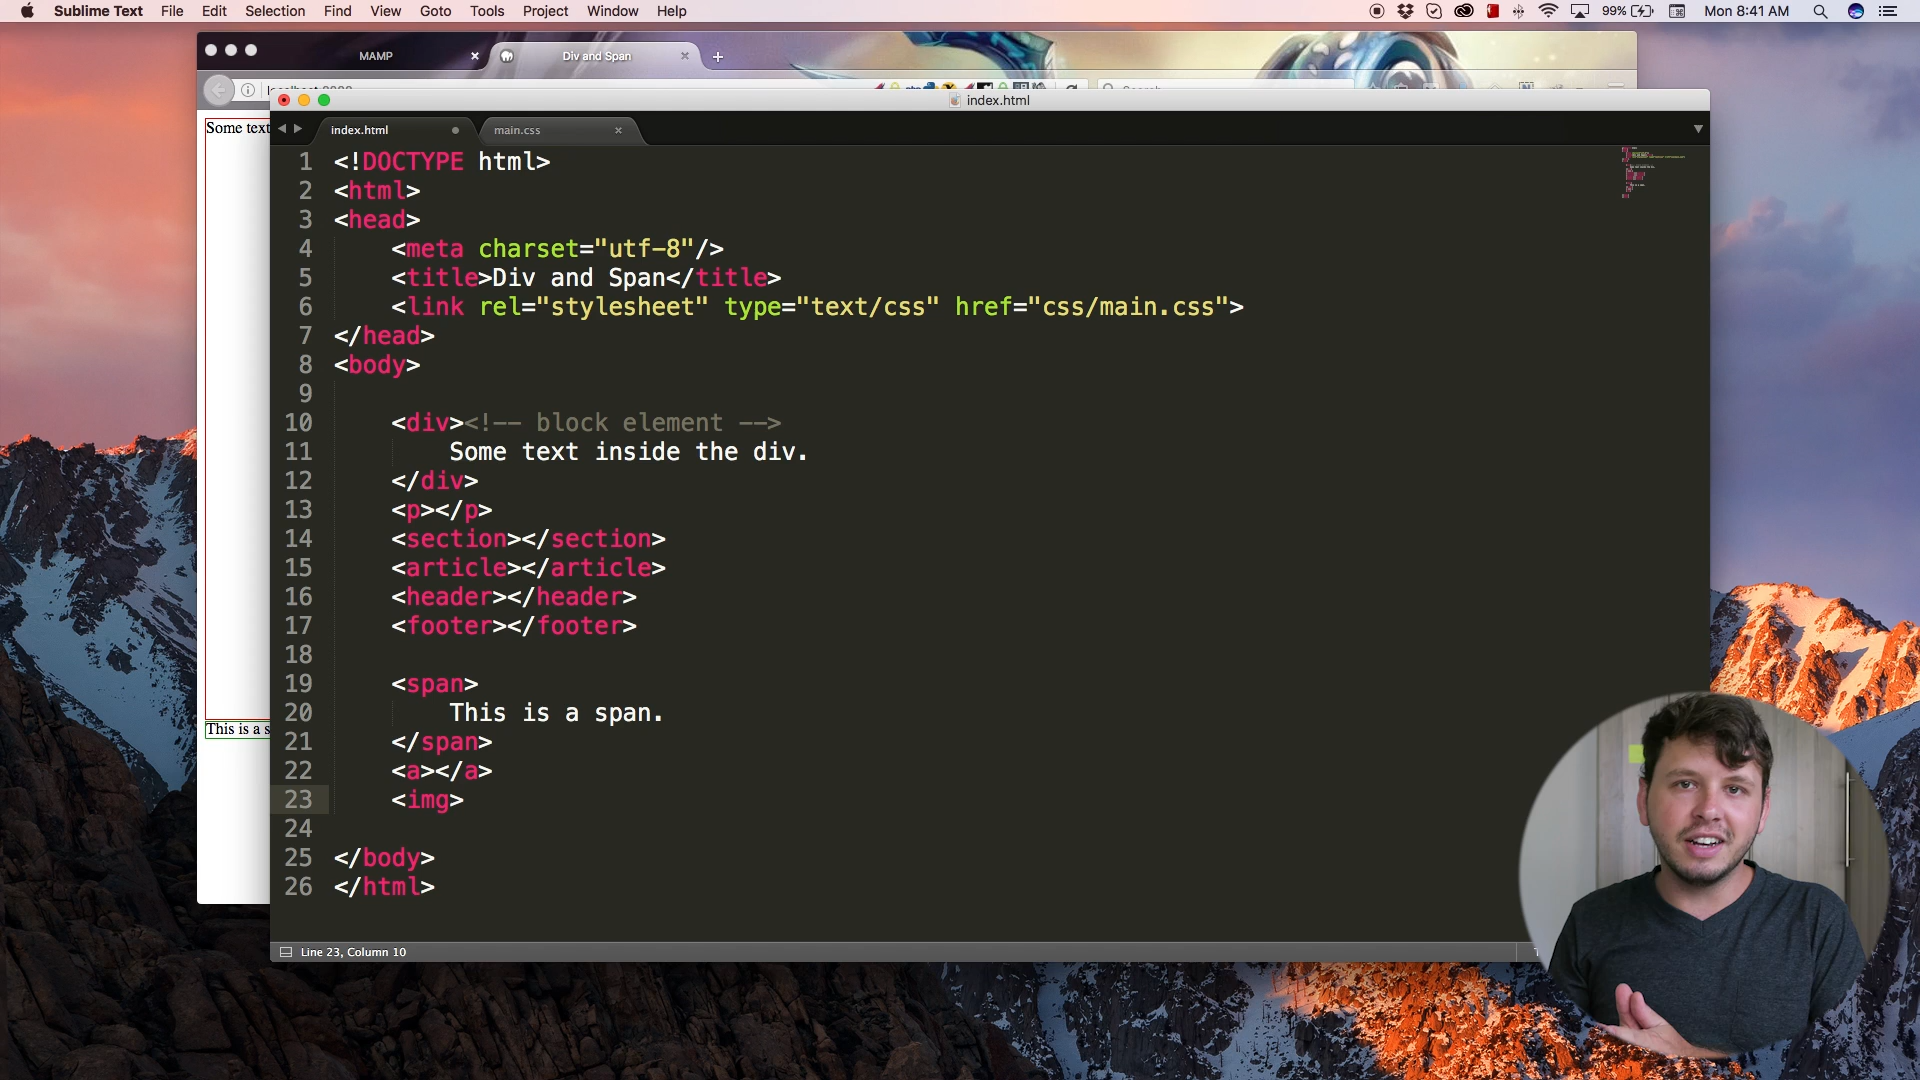 Sublime Text File Edit Selection Find View Goto Tools Project Window Help 99% Mon 8:41 AM
MAMP Div and Span
index.html
index.html main.css
Some text
1 <!DOCTYPE html>
2 <html>
3 <head>
4 <meta charset="utf-8"/>
5 <title>Div and Span</title>
6 <link rel="stylesheet" type="text/css" href="css/main.css">
7 </head>
8 <body>
9
10 <div><!-- block element -->
11 Some text inside the div.
12 </div>
13 <p></p>
14 <section></section>
15 <article></article>
16 <header></header>
17 <footer></footer>
18
19 <span>
20 This is a span.
This is a s
21 </span>
22 <a></a>
23 <img>
24
25 </body>
26 </html>
Line 23, Column 10